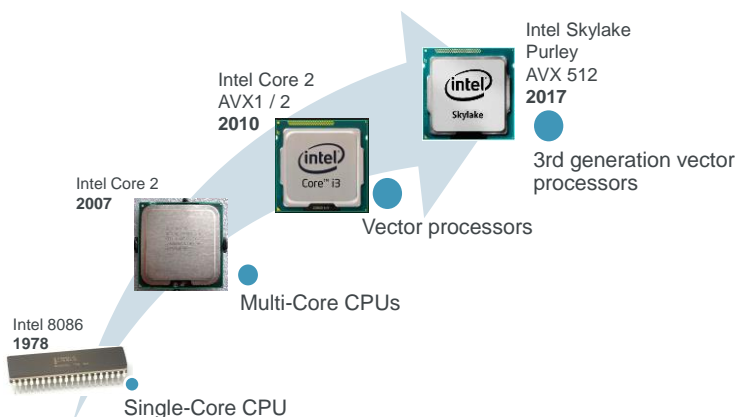 Intel Skylake
Purley
AVX 512
2017
intel
Skylake
3rd generation vector
processors
Intel Core 2
AVX1 / 2
2010
intel
Core™ i3
Vector processors
Intel Core 2
2007
Multi-Core CPUs
Intel 8086
1978
Single-Core CPU